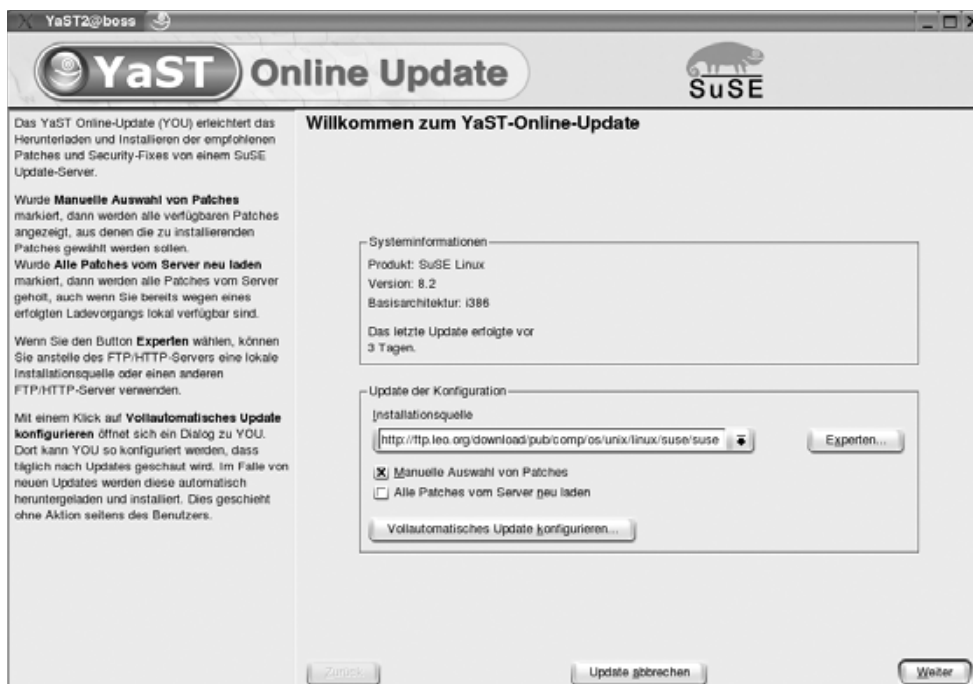 YaST2@boss
YaST Online Update
SuSE
Das YaST Online-Update (YOU) erleichtert das
Herunterladen und Installieren der empfohlenen
Patches und Security-Fixes von einem SuSE
Update-Server.
Wurde Manuelle Auswahl von Patches
markiert, dann werden alle verfügbaren Patches
angezeigt, aus denen die zu installierenden
Patches gewählt werden sollen.
Wurde Alle Patches vom Server neu laden
markiert, dann werden alle Patches vom Server
geholt, auch wenn Sie bereits wegen eines
erfolgten Ladevorgangs lokal verfügbar sind.
Wenn Sie den Button Experten wählen, können
Sie anstelle des FTP/HTTP-Servers eine lokale
Installationsquelle oder einen anderen
FTP/HTTP-Server verwenden.
Mit einem Klick auf Vollautomatisches Update
konfigurieren öffnet sich ein Dialog zu YOU.
Dort kann YOU so konfiguriert werden, dass
täglich nach Updates geschaut wird. Im Falle von
neuen Updates werden diese automatisch
heruntergeladen und installiert. Dies geschieht
ohne Aktion seitens des Benutzers.
Willkommen zum YaST-Online-Update
Systeminformationen
Produkt: SuSE Linux
Version: 8.2
Basisarchitektur: i386
Das letzte Update erfolgte vor
3 Tagen.
Update der Konfiguration
Installationsquelle
http://ftp.leo.org/download/pub/comp/os/unix/linux/suse/suse
Experten...
Manuelle Auswahl von Patches
Alle Patches vom Server neu laden
Vollautomatisches Update konfigurieren...
Zurück
Update abbrechen
Weiter